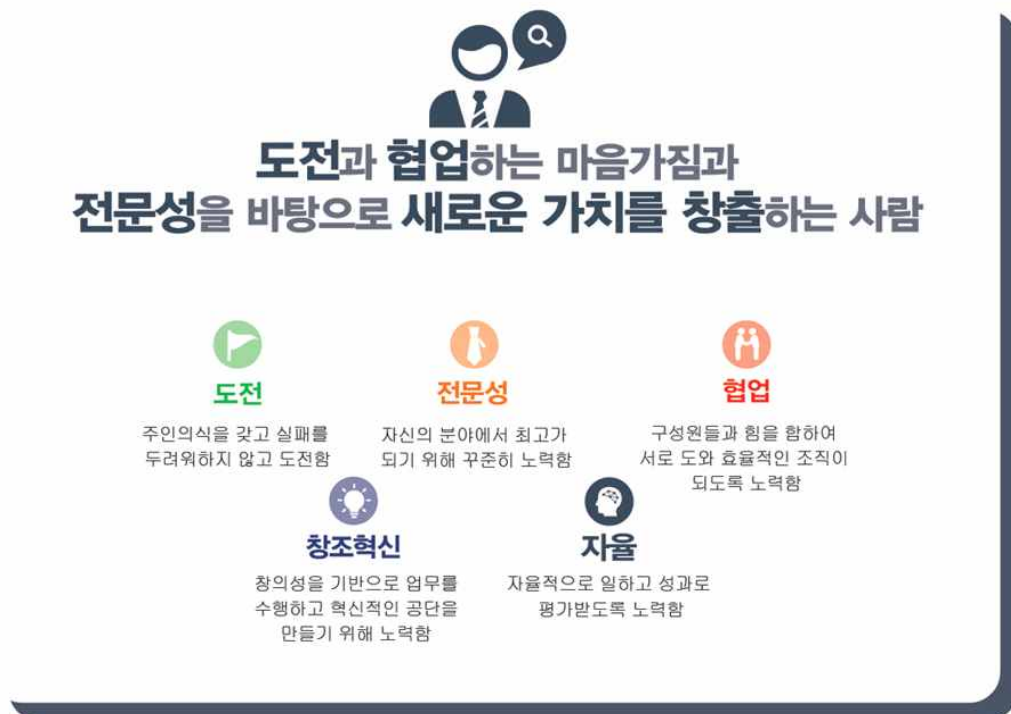 도전과 협업하는 마음가짐과
전문성을 바탕으로 새로운 가치를 창출하는 사람
도전
주인의식을 갖고 실패를
두려워하지 않고 도전함
전문성
자신의 분야에서 최고가
되기 위해 꾸준히 노력함
협업
구성원들과 힘을 합하여
서로 도와 효율적인 조직이
되도록 노력함
창조혁신
창의성을 기반으로 업무를
수행하고 혁신적인 공단을
만들기 위해 노력함
자율
자율적으로 일하고 성과로
평가받도록 노력함